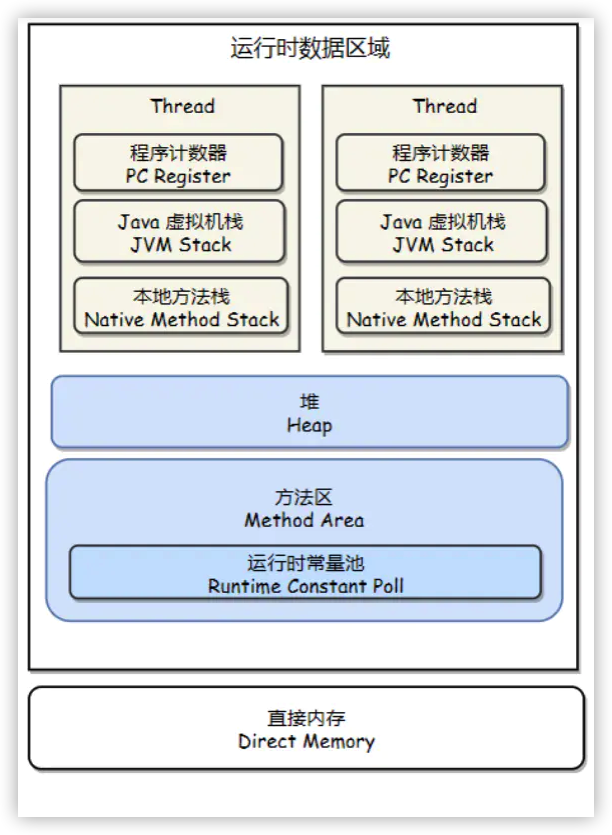 运行时数据区域
Thread
程序计数器
PC Register
Java 虚拟机栈
JVM Stack
本地方法栈
Native Method Stack
Thread
程序计数器
PC Register
Java 虚拟机栈
JVM Stack
本地方法栈
Native Method Stack
堆
Heap
方法区
Method Area
运行时常量池
Runtime Constant Poll
直接内存
Direct Memory